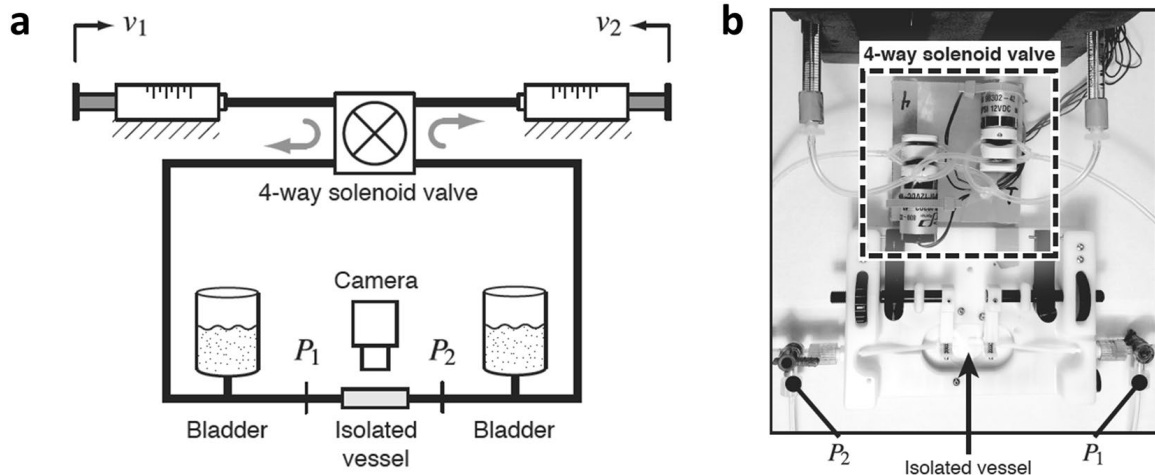 a
v1
v2
4-way solenoid valve
Camera
P1
P2
Bladder
Isolated
vessel
Bladder
b
4-way solenoid valve
4
12VDC
P2
P1
Isolated vessel